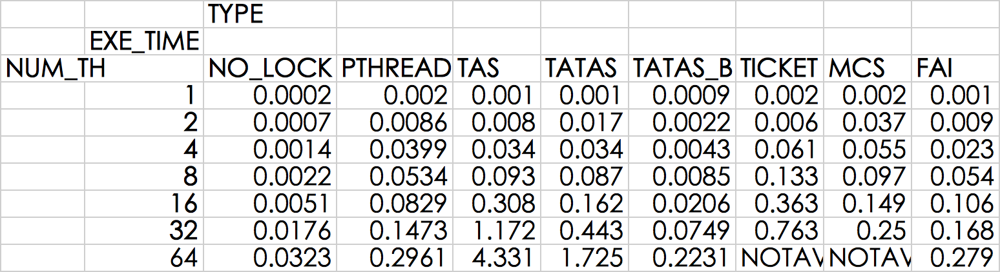 TYPE
EXE_TIME
NUM_TH NO_LOCK PTHREAD TAS TATAS TATAS_B TICKET MCS FAI
1 0.0002 0.002 0.001 0.001 0.0009 0.002 0.002 0.001
2 0.0007 0.0086 0.008 0.017 0.0022 0.006 0.037 0.009
4 0.0014 0.0399 0.034 0.034 0.0043 0.061 0.055 0.023
8 0.0022 0.0534 0.093 0.087 0.0085 0.133 0.097 0.054
16 0.0051 0.0829 0.308 0.162 0.0206 0.363 0.149 0.106
32 0.0176 0.1473 1.172 0.443 0.0749 0.763 0.25 0.168
64 0.0323 0.2961 4.331 1.725 0.2231 NOTAV NOTAV 0.279